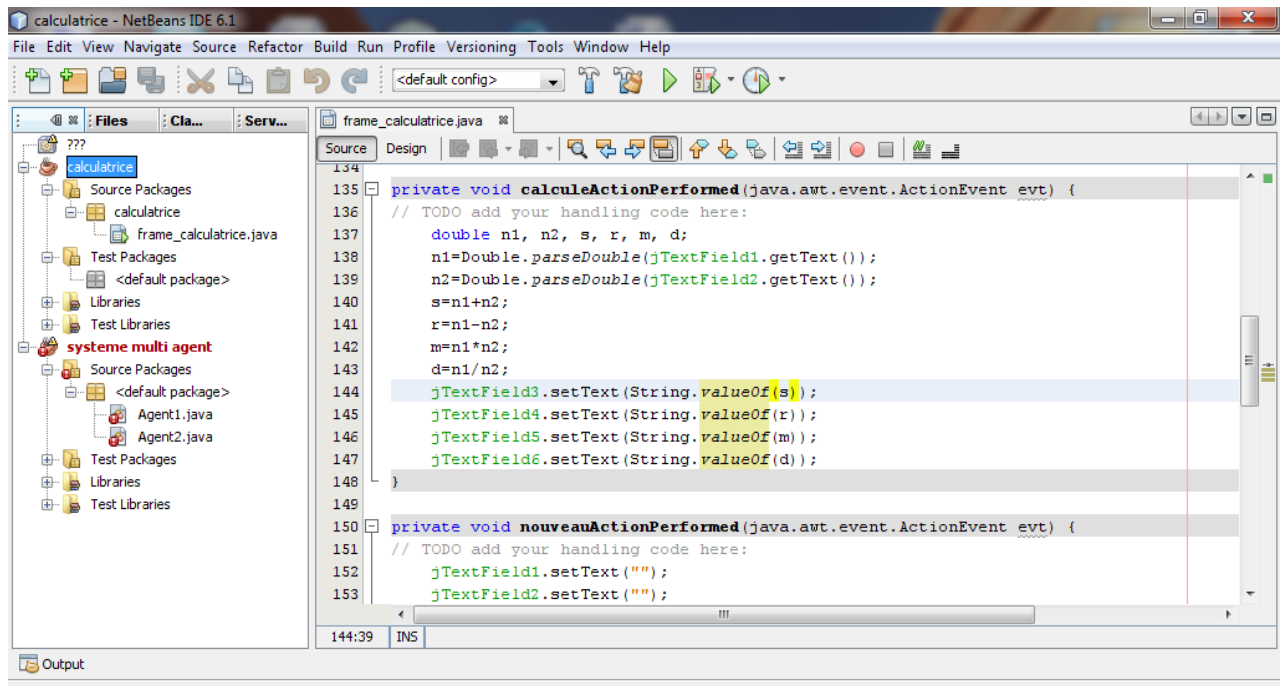 calculatrice - NetBeans IDE 6.1
File Edit View Navigate Source Refactor Build Run Profile Versioning Tools Window Help
<default config>
Files Cla... Serv...
???
calculatrice
Source Packages
calculatrice
frame_calculatrice.java
Test Packages
<default package>
Libraries
Test Libraries
systeme multi agent
Source Packages
<default package>
Agent1.java
Agent2.java
Test Packages
Libraries
Test Libraries
frame_calculatrice.java
Source Design
134
135 private void calculeActionPerformed(java.awt.event.ActionEvent evt) {
136 // TODO add your handling code here:
137 double n1, n2, s, r, m, d;
138 n1=Double.parseDouble(jTextField1.getText());
139 n2=Double.parseDouble(jTextField2.getText());
140 s=n1+n2;
141 r=n1-n2;
142 m=n1*n2;
143 d=n1/n2;
144 jTextField3.setText(String.valueOf(s));
145 jTextField4.setText(String.valueOf(r));
146 jTextField5.setText(String.valueOf(m));
147 jTextField6.setText(String.valueOf(d));
148 }
149
150 private void nouveauActionPerformed(java.awt.event.ActionEvent evt) {
151 // TODO add your handling code here:
152 jTextField1.setText("");
153 jTextField2.setText("");
144:39 INS
Output